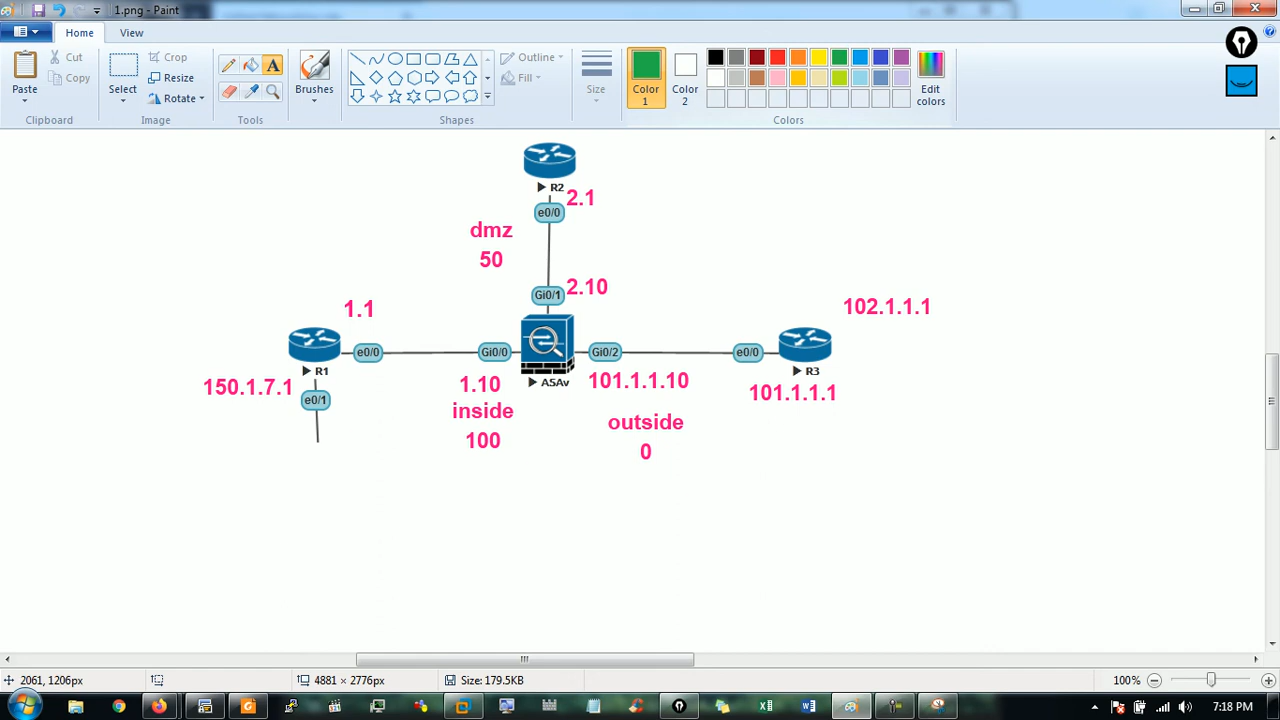 1.png - Paint
Home
View
Paste
Cut
Copy
Clipboard
Select
Crop
Resize
Rotate
Image
A
Tools
Brushes
Shapes
Outline
Fill
Size
Color
1
Color
2
Edit
colors
Colors
R2
2.1
e0/0
dmz
50
2.10
Gi0/1
1.1
102.1.1.1
e0/0
Gi0/0
Gi0/2
e0/0
R1
ASAv
R3
150.1.7.1
1.10
101.1.1.10
101.1.1.1
e0/1
inside
outside
100
0
2061, 1206px
4881 × 2776px
Size: 179.5KB
100%
7:18 PM